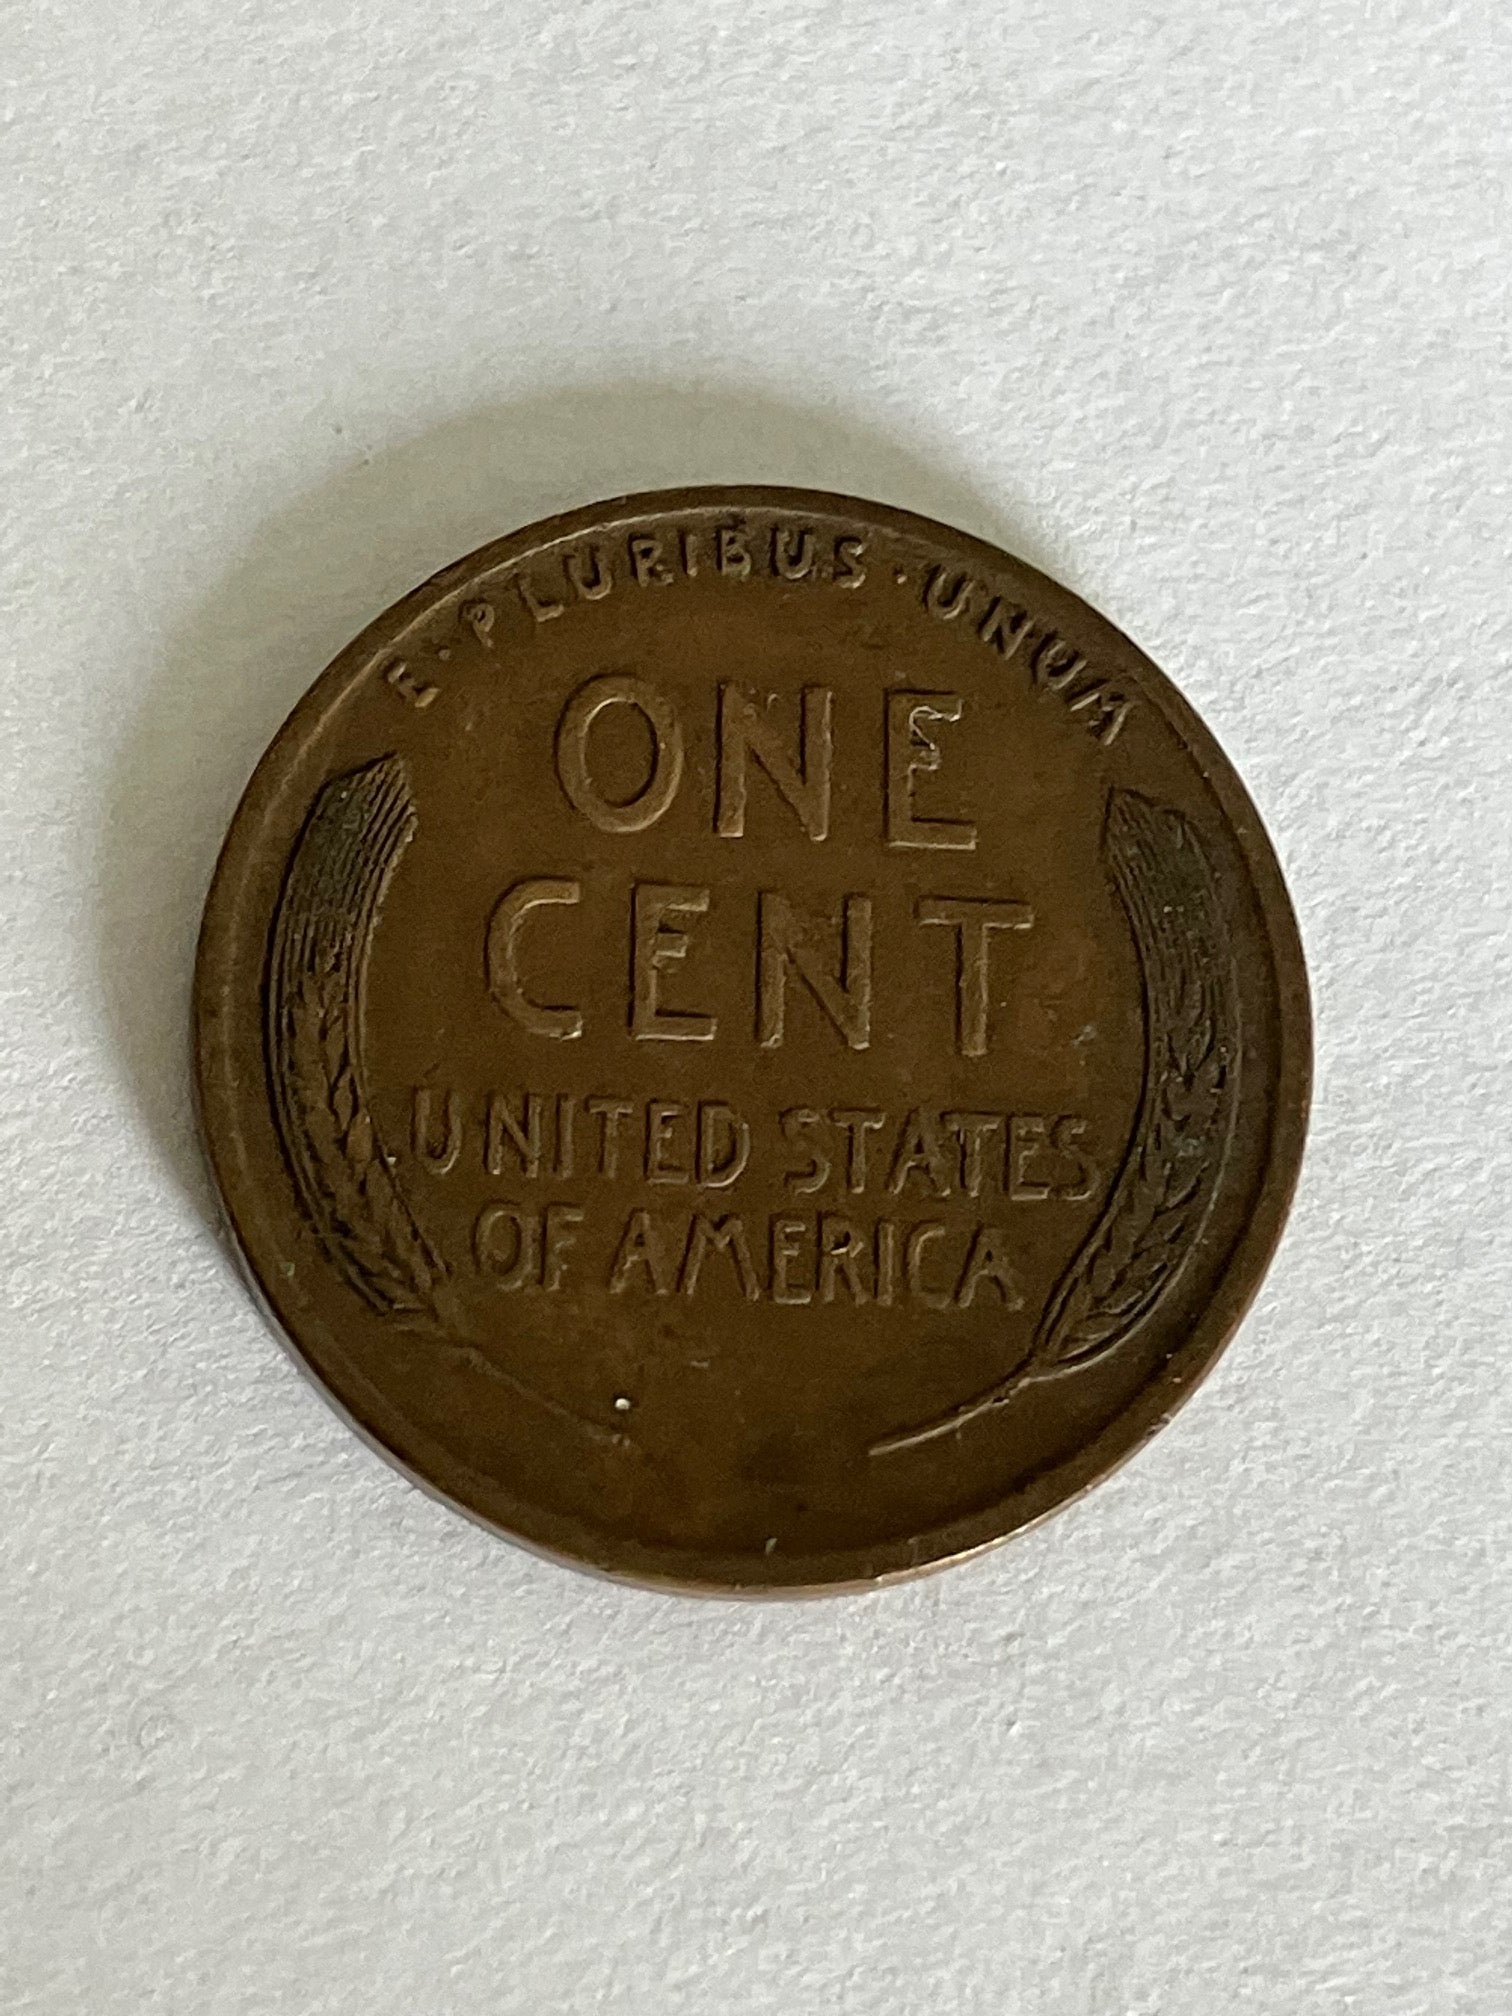 E·PLURIBUS·UNUM
ONE
CENT
UNITED STATES
OF AMERICA